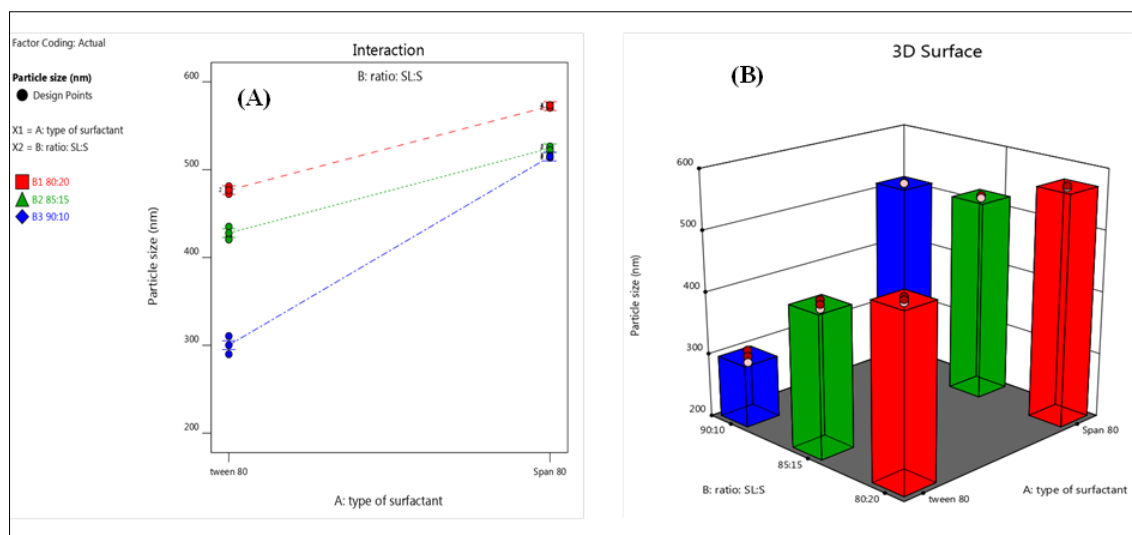 Factor Coding: Actual
Particle size (nm)
Design Points
X1 = A: type of surfactant
X2 = B: ratio: SL:S
B1 80:20
B2 85:15
B3 90:10
Interaction
B: ratio: SL:S
(A)
600
500
400
300
200
Particle size (nm)
2
tween 80
Span 80
A: type of surfactant
3D Surface
(B)
600
500
400
300
200
Particle size (nm)
90:10
85:15
80:20
B: ratio: SL:S
tween 80
Span 80
A: type of surfactant